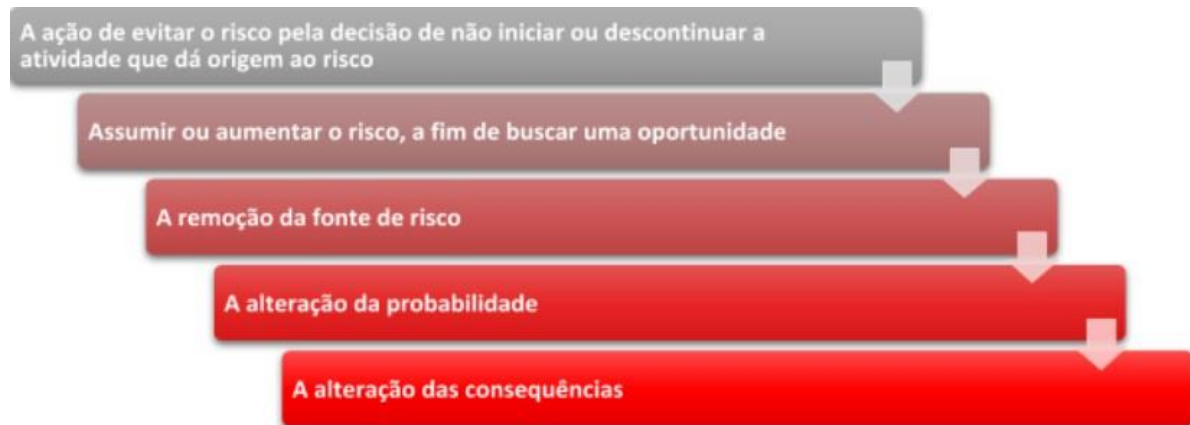 A ação de evitar o risco pela decisão de não iniciar ou descontinuar a
atividade que dá origem ao risco
Assumir ou aumentar o risco, a fim de buscar uma oportunidade
A remoção da fonte de risco
A alteração da probabilidade
A alteração das consequências